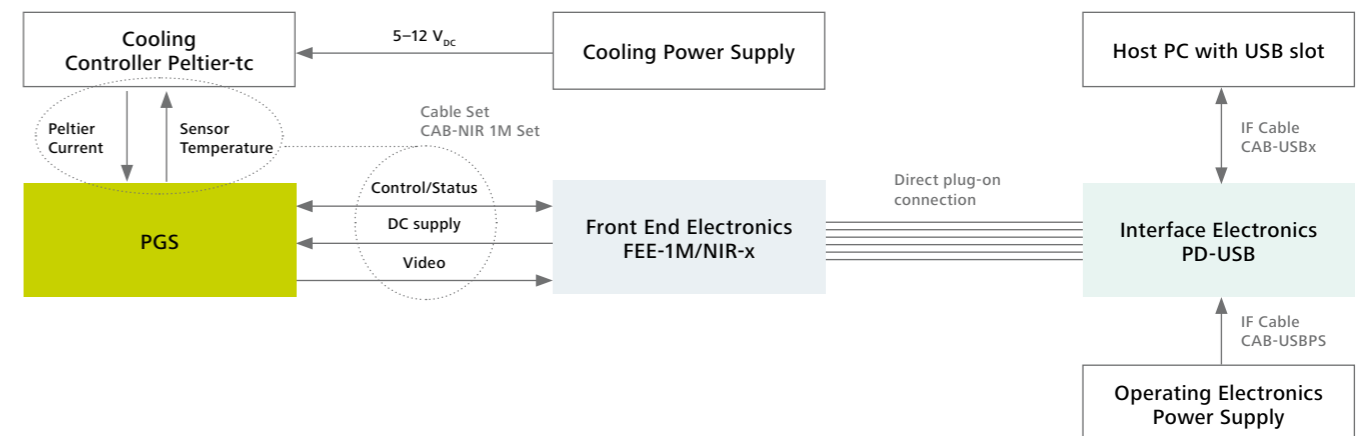 Cooling
Controller Peltier-tc
5–12 VDC
Cooling Power Supply
Host PC with USB slot
Peltier
Current
Sensor
Temperature
Cable Set
CAB-NIR 1M Set
IF Cable
CAB-USBx
PGS
Control/Status
DC supply
Video
Front End Electronics
FEE-1M/NIR-x
Direct plug-on
connection
Interface Electronics
PD-USB
IF Cable
CAB-USBPS
Operating Electronics
Power Supply